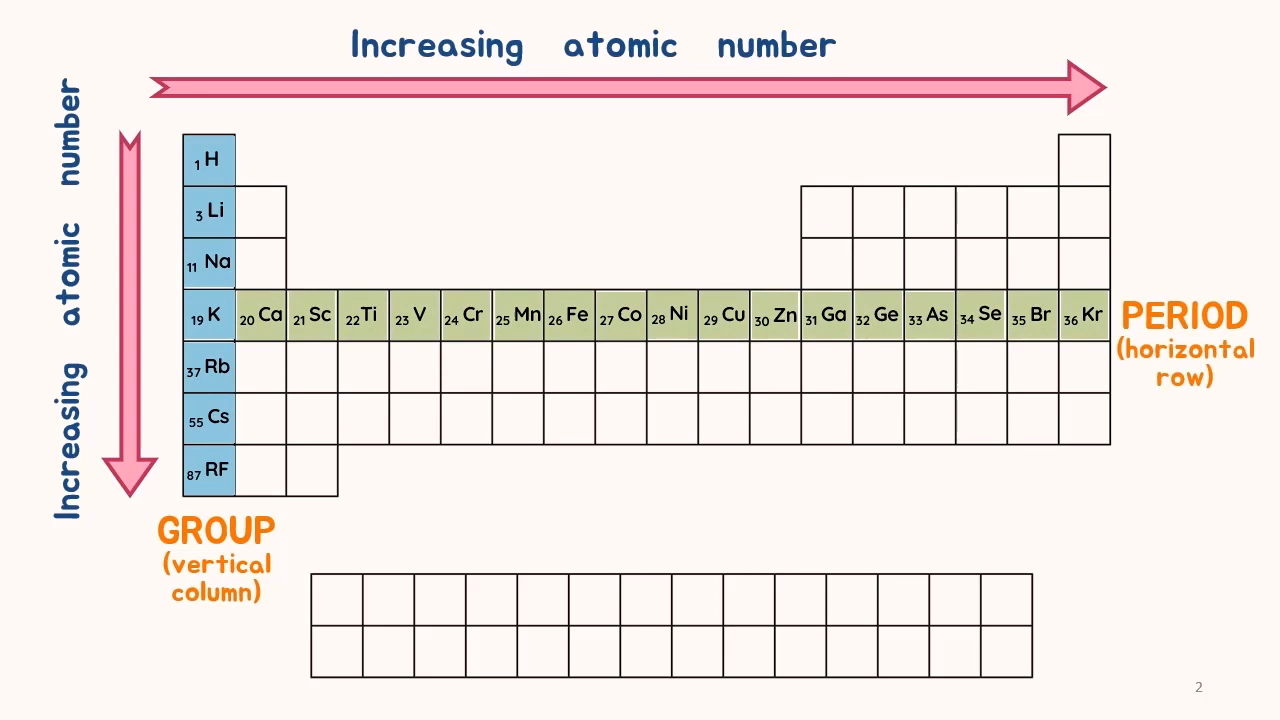 Increasing atomic number
Increasing atomic number
1 H
3 Li
11 Na
19 K 20 Ca 21 Sc 22 Ti 23 V 24 Cr 25 Mn 26 Fe 27 Co 28 Ni 29 Cu 30 Zn 31 Ga 32 Ge 33 As 34 Se 35 Br 36 Kr
PERIOD
(horizontal
row)
37 Rb
55 Cs
87 RF
GROUP
(vertical
column)
2